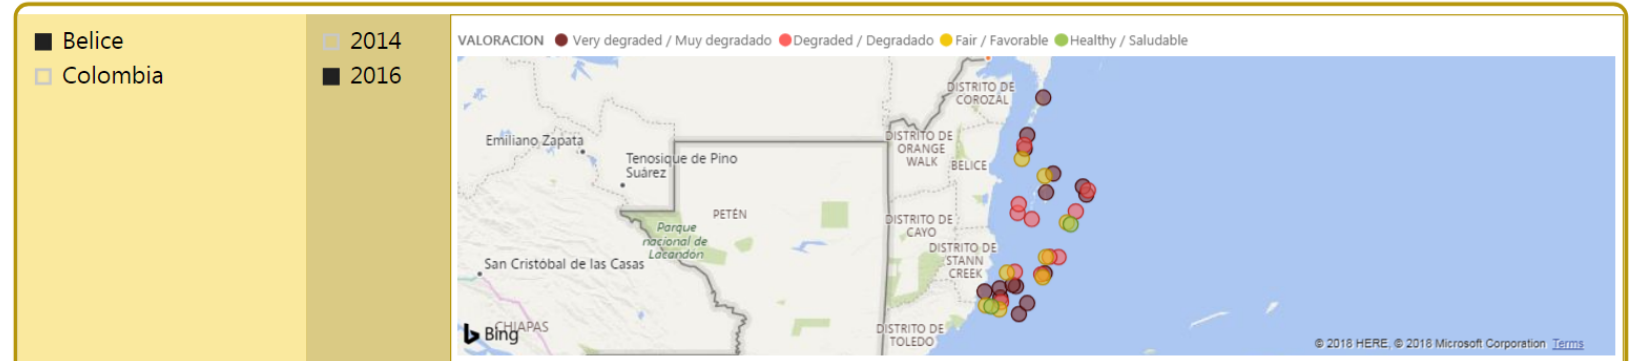 Belice
Colombia
2014
2016
VALORACION Very degraded / Muy degradado Degraded / Degradado Fair / Favorable Healthy / Saludable
DISTRITO DE
COROZAL
Emiliano Zapata
DISTRITO DE
ORANGE
WALK
BELICE
Tenosique de Pino
Suárez
PETÉN
DISTRITO DE
CAYO
Parque
nacional de
Lacandón
DISTRITO DE
STANN
CREEK
San Cristóbal de las Casas
CHIAPAS
Bing
DISTRITO DE
TOLEDO
© 2018 HERE, © 2018 Microsoft Corporation Terms